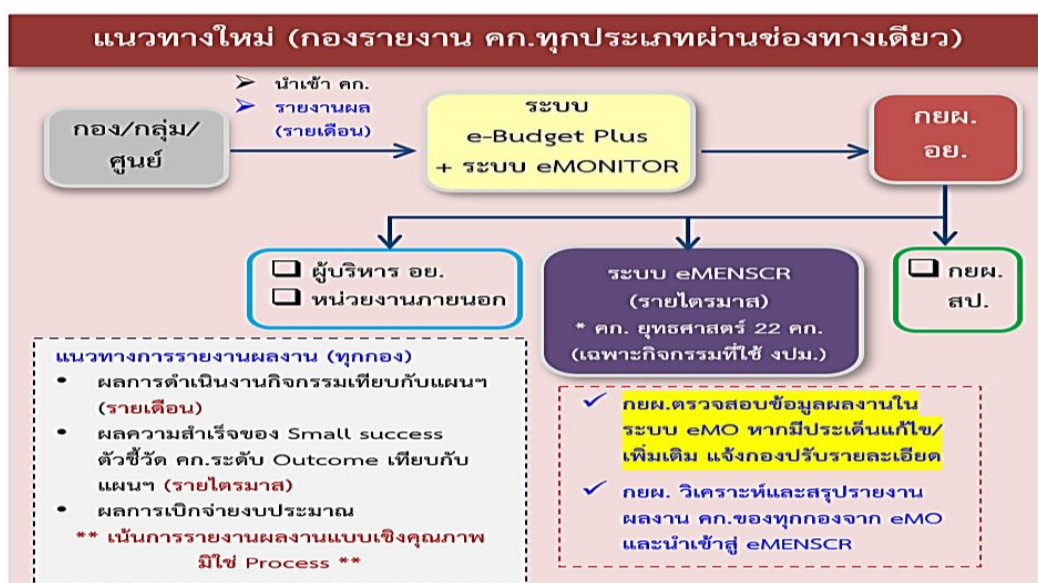 แนวทางใหม่ (กองรายงาน คก.ทุกประเภทผ่านช่องทางเดียว)
กอง/กลุ่ม/
ศูนย์
➢ นำเข้า คก.
➢ รายงานผล
(รายเดือน)
ระบบ
e-Budget Plus
+ ระบบ eMONITOR
กยผ.
อย.
❑ ผู้บริหาร อย.
❑ หน่วยงานภายนอก
ระบบ eMENSCR
(รายไตรมาส)
* คก. ยุทธศาสตร์ 22 คก.
(เฉพาะกิจกรรมที่ใช้ งปม.)
❑ กยผ.
สป.
แนวทางการรายงานผลงาน (ทุกกอง)
• ผลการดำเนินงานกิจกรรมเทียบกับแผนฯ
(รายเดือน)
• ผลความสำเร็จของ Small success
ตัวชี้วัด คก.ระดับ Outcome เทียบกับ
แผนฯ (รายไตรมาส)
• ผลการเบิกจ่ายงบประมาณ
** เน้นการรายงานผลงานแบบเชิงคุณภาพ
มิใช่ Process **
✓ กยผ.ตรวจสอบข้อมูลผลงานใน
ระบบ eMO หากมีประเด็นแก้ไข/
เพิ่มเติม แจ้งกองปรับรายละเอียด
✓ กยผ. วิเคราะห์และสรุปรายงาน
ผลงาน คก.ของทุกกองจาก eMO
และนำเข้าสู่ eMENSCR